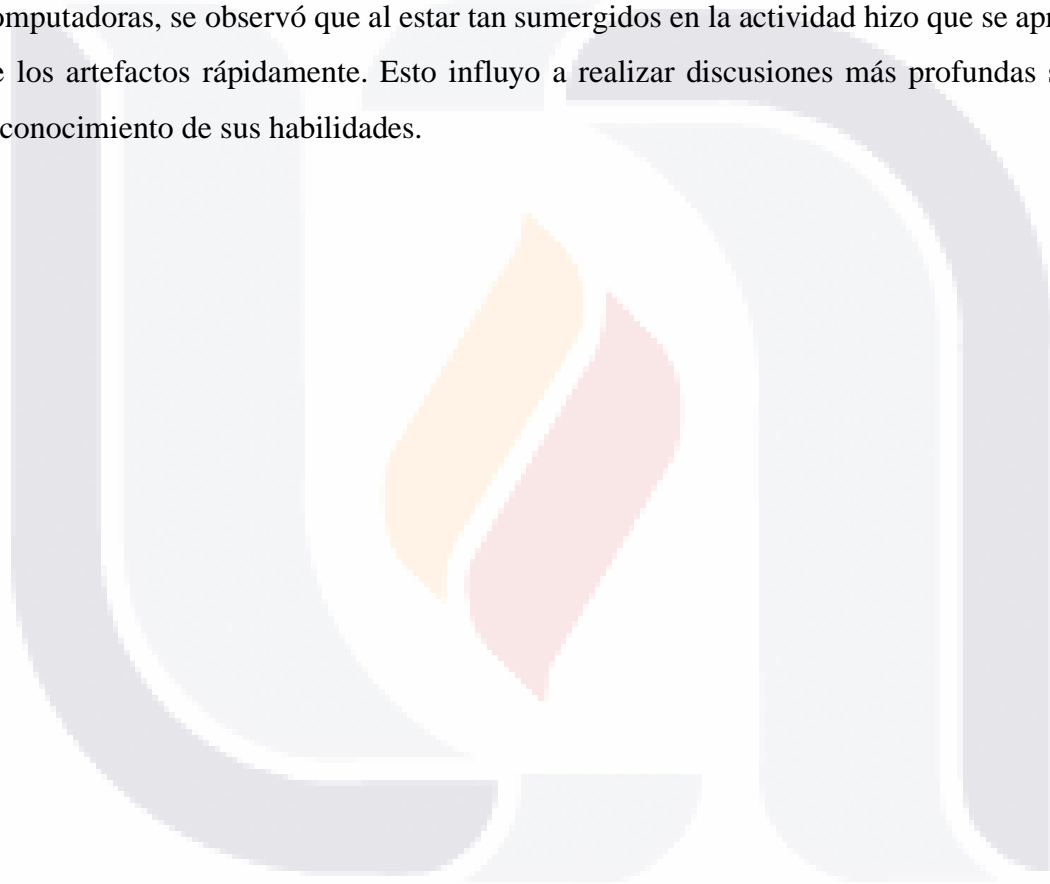 omputadoras, se observó que al estar tan sumergidos en la actividad hizo que se apr
e los artefactos rápidamente. Esto influyo a realizar discusiones más profundas s
conocimiento de sus habilidades.